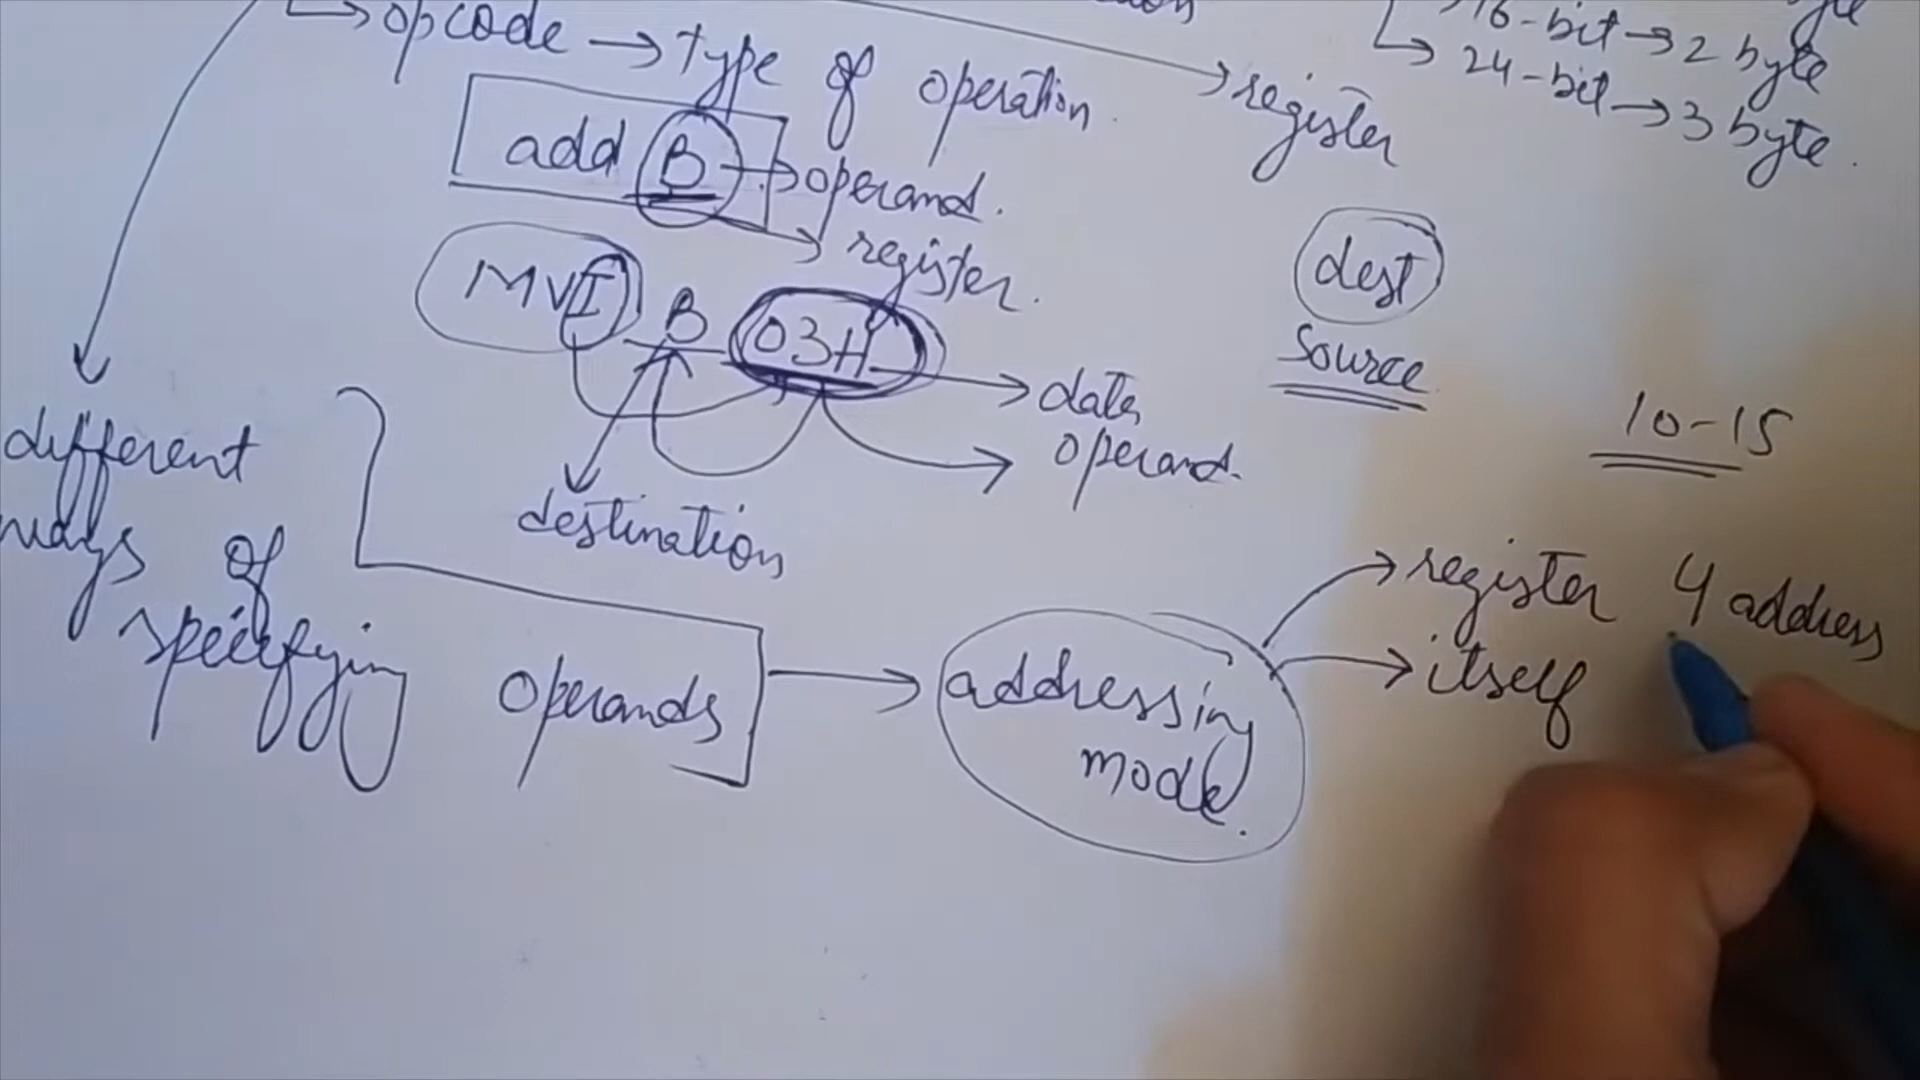 opcode → type of operation
register
16-bit → 2 byte
24-bit → 3 byte.
add B → operand.
register.
MVI B 03H
data
operand.
destination
dest
source
10-15
different
ways of
specifying operands
addressing
mode.
register 4 address
itself